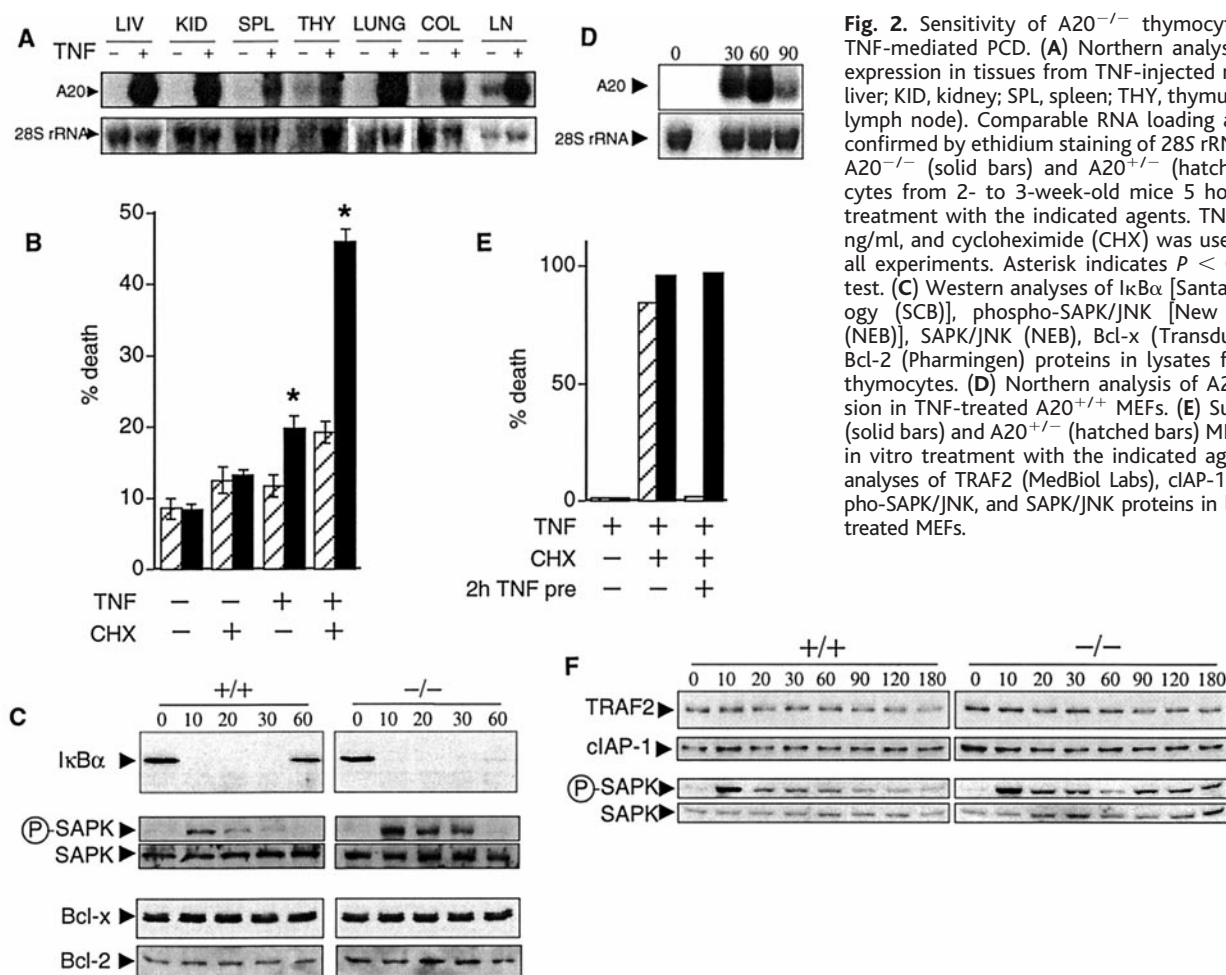 A
LIV KID SPL THY LUNG COL LN
TNF − + − + − + − + − + − + − +
A20
28S rRNA
D
0 30 60 90
A20
28S rRNA
B
% death
50
40
30
20
10
0
* *
TNF − − + +
CHX − + − +
E
% death
100
50
0
TNF + + +
CHX − + +
2h TNF pre − − +
C
+/+ −/−
0 10 20 30 60 0 10 20 30 60
IκBα
P-SAPK
SAPK
Bcl-x
Bcl-2
F
+/+ −/−
0 10 20 30 60 90 120 180 0 10 20 30 60 90 120 180
TRAF2
cIAP-1
P-SAPK
SAPK
Fig. 2. Sensitivity of A20−/− thymocyt
TNF-mediated PCD. (A) Northern analys
expression in tissues from TNF-injected
liver; KID, kidney; SPL, spleen; THY, thymu
lymph node). Comparable RNA loading
confirmed by ethidium staining of 28S rRN
A20−/− (solid bars) and A20+/− (hatch
cytes from 2- to 3-week-old mice 5 ho
treatment with the indicated agents. TN
ng/ml, and cycloheximide (CHX) was use
all experiments. Asterisk indicates P <
test. (C) Western analyses of IκBα [Santa
ogy (SCB)], phospho-SAPK/JNK [New
(NEB)], SAPK/JNK (NEB), Bcl-x (Transdu
Bcl-2 (Pharmingen) proteins in lysates f
thymocytes. (D) Northern analysis of A2
sion in TNF-treated A20+/+ MEFs. (E) Su
(solid bars) and A20+/− (hatched bars) ME
in vitro treatment with the indicated ag
analyses of TRAF2 (MedBiol Labs), cIAP-1
pho-SAPK/JNK, and SAPK/JNK proteins in
treated MEFs.